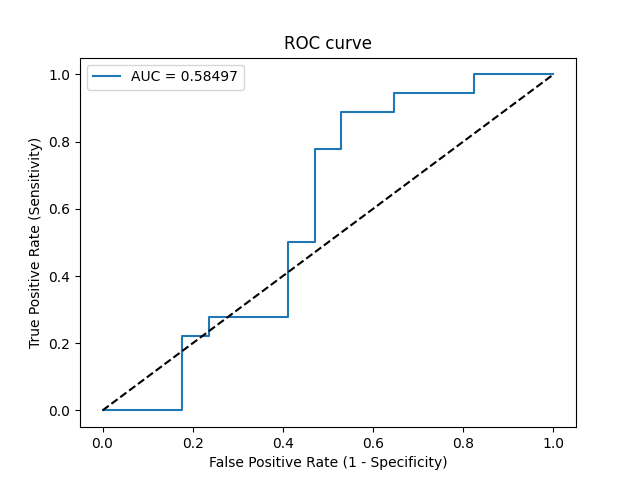 ROC curve
AUC = 0.58497
1.0
0.8
0.6
0.4
0.2
0.0
True Positive Rate (Sensitivity)
0.0 0.2 0.4 0.6 0.8 1.0
False Positive Rate (1 - Specificity)